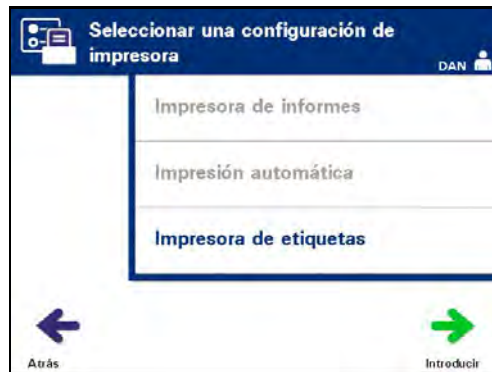 Seleccionar una configuración de
impresora
DAN
Impresora de informes
Impresión automática
Impresora de etiquetas
Atrás
Introducir